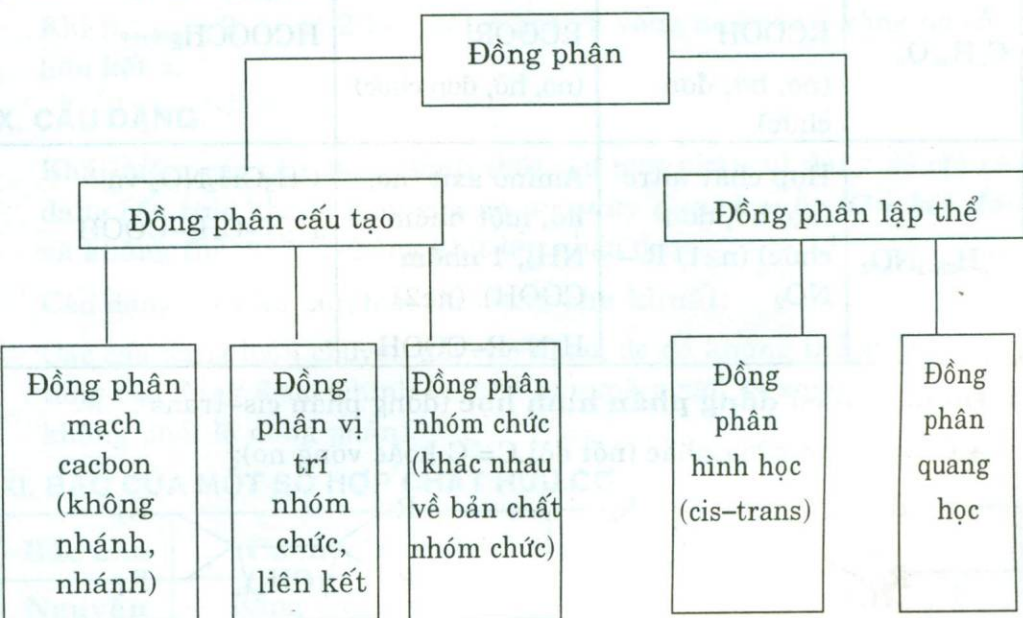 Đồng phân
Đồng phân cấu tạo
Đồng phân lập thể
Đồng phân
mạch
cacbon
(không
nhánh,
nhánh)
Đồng
phân vị
trí
nhóm
chức,
liên kết
Đồng phân
nhóm chức
(khác nhau
về bản chất
nhóm chức)
Đồng
phân
hình học
(cis–trans)
Đồng
phân
quang
học